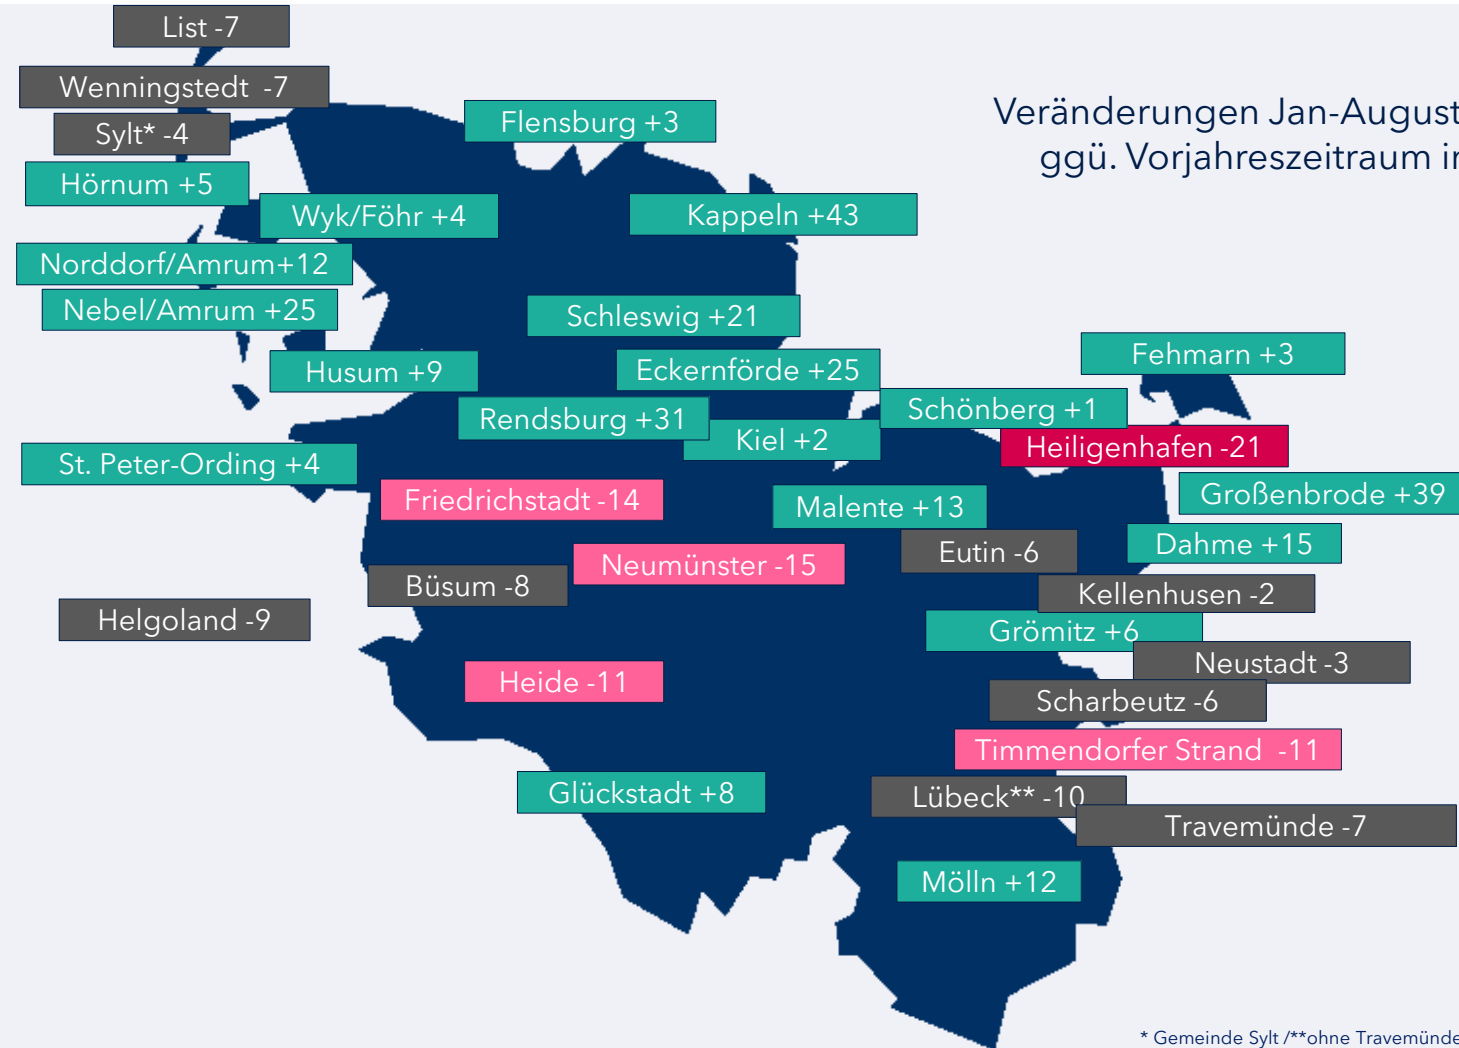 List -7
Wenningstedt -7
Sylt* -4
Hörnum +5
Flensburg +3
Veränderungen Jan-August
ggü. Vorjahreszeitraum
Wyk/Föhr +4
Kappeln +43
Norddorf/Amrum+12
Nebel/Amrum +25
Schleswig +21
Husum +9
Eckernförde +25
Fehmarn +3
Rendsburg +31
Kiel +2
Schönberg +1
Heiligenhafen -21
St. Peter-Ording +4
Friedrichstadt -14
Malente +13
Großenbrode +39
Neumünster -15
Eutin -6
Dahme +15
Büsum -8
Kellenhusen -2
Helgoland -9
Grömitz +6
Neustadt -3
Heide -11
Scharbeutz -6
Timmendorfer Strand -11
Glückstadt +8
Lübeck** -10
Travemünde -7
Mölln +12
* Gemeinde Sylt /**ohne Travemünde